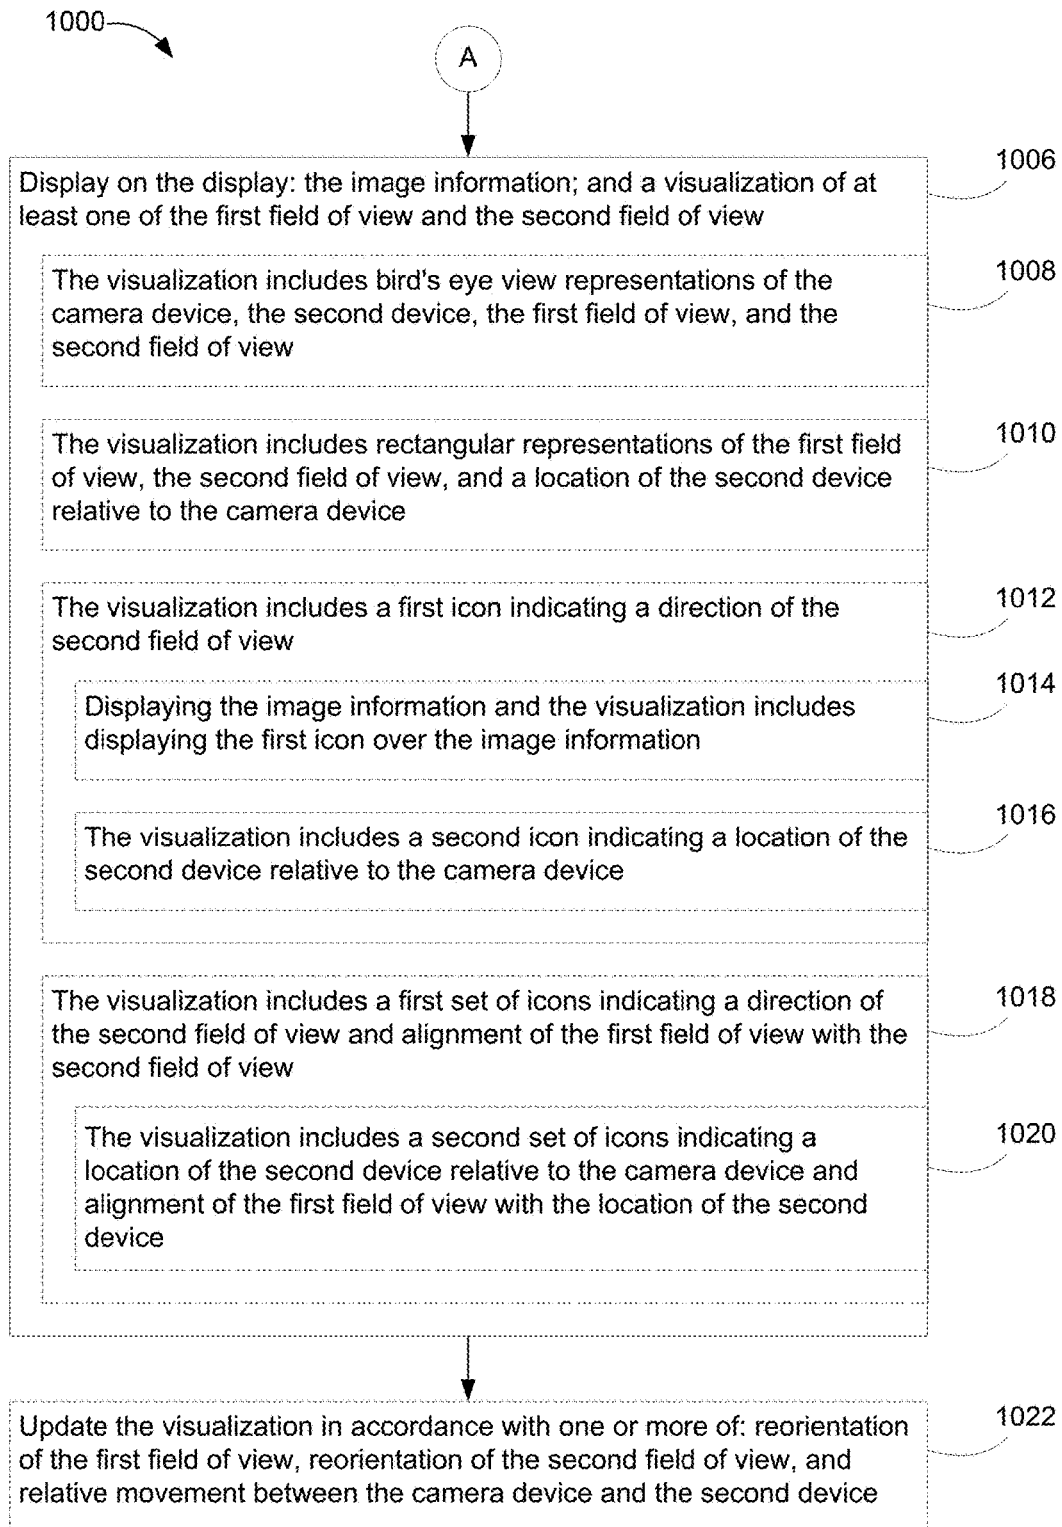 1000
A
1006
Display on the display: the image information; and a visualization of at
least one of the first field of view and the second field of view
1008
The visualization includes bird's eye view representations of the
camera device, the second device, the first field of view, and the
second field of view
1010
The visualization includes rectangular representations of the first field
of view, the second field of view, and a location of the second device
relative to the camera device
1012
The visualization includes a first icon indicating a direction of the
second field of view
1014
Displaying the image information and the visualization includes
displaying the first icon over the image information
1016
The visualization includes a second icon indicating a location of the
second device relative to the camera device
1018
The visualization includes a first set of icons indicating a direction of
the second field of view and alignment of the first field of view with the
second field of view
1020
The visualization includes a second set of icons indicating a
location of the second device relative to the camera device and
alignment of the first field of view with the location of the second
device
1022
Update the visualization in accordance with one or more of: reorientation
of the first field of view, reorientation of the second field of view, and
relative movement between the camera device and the second device